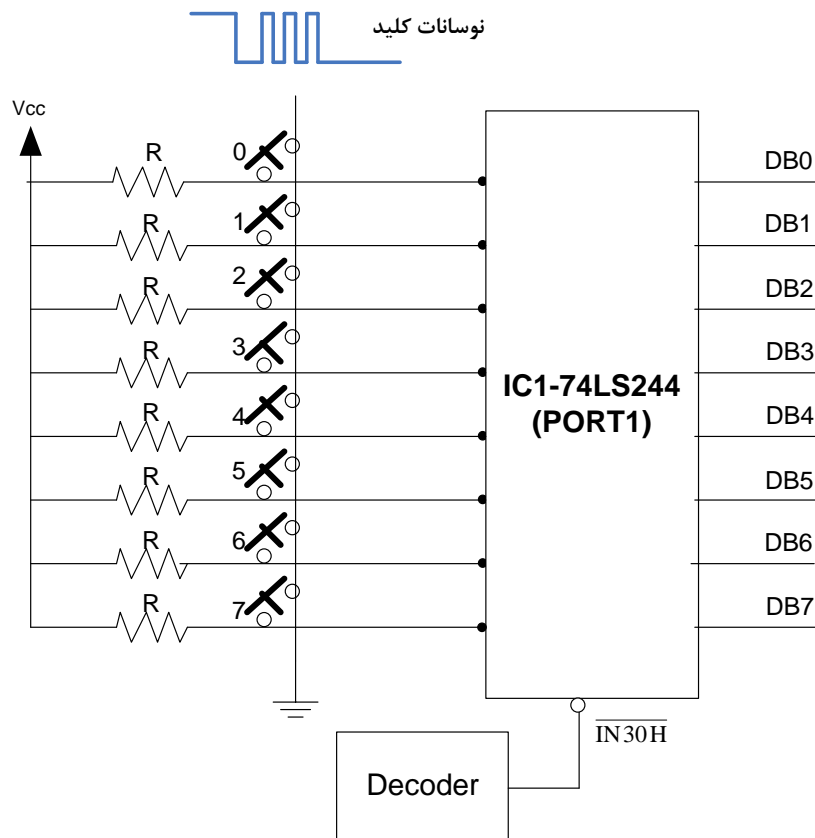 نوسانات کلید
Vcc
R
0
DB0
R
1
DB1
R
2
DB2
R
3
DB3
R
4
DB4
R
5
DB5
R
6
DB6
R
7
DB7
IC1-74LS244
(PORT1)
IN30H
Decoder